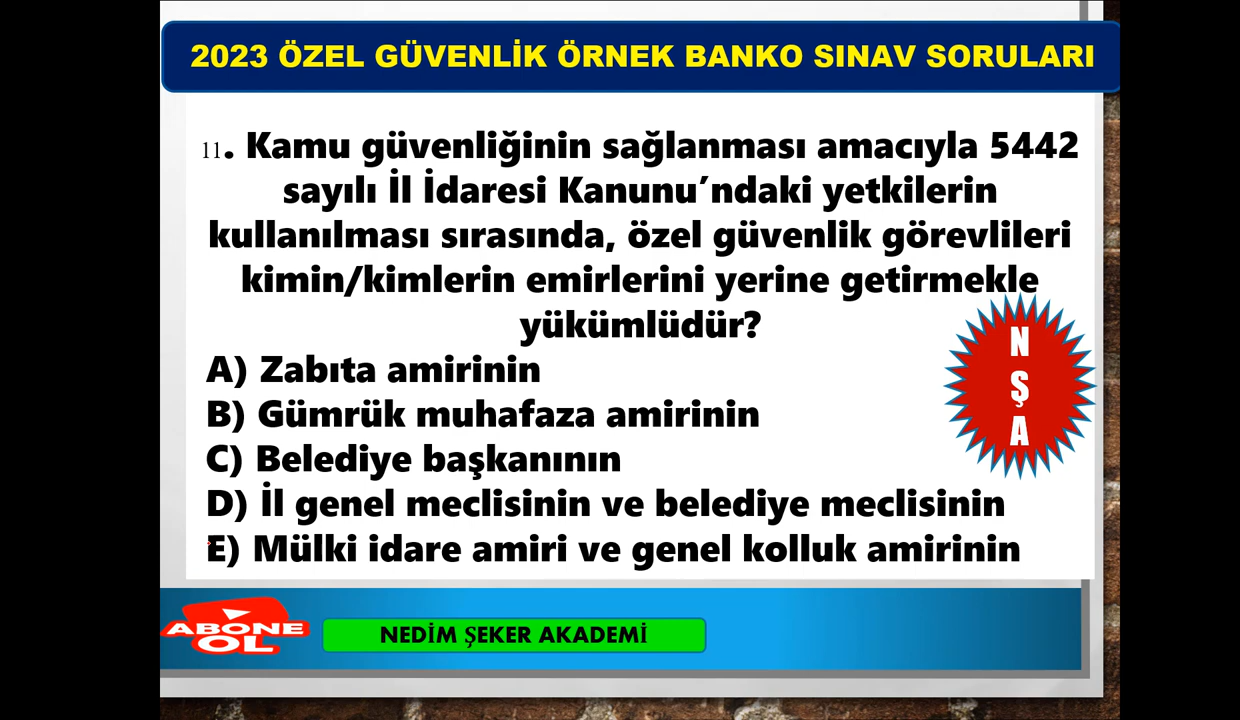 2023 ÖZEL GÜVENLİK ÖRNEK BANKO SINAV SORULARI
11. Kamu güvenliğinin sağlanması amacıyla 5442
sayılı İl İdaresi Kanunu´ndaki yetkilerin
kullanılması sırasında, özel güvenlik görevlileri
kimin/kimlerin emirlerini yerine getirmekle
yükümlüdür?
A) Zabıta amirinin
B) Gümrük muhafaza amirinin
C) Belediye başkanının
D) İl genel meclisinin ve belediye meclisinin
E) Mülki idare amiri ve genel kolluk amirinin
N
Ş
A
ABONE
OL
NEDİM ŞEKER AKADEMİ